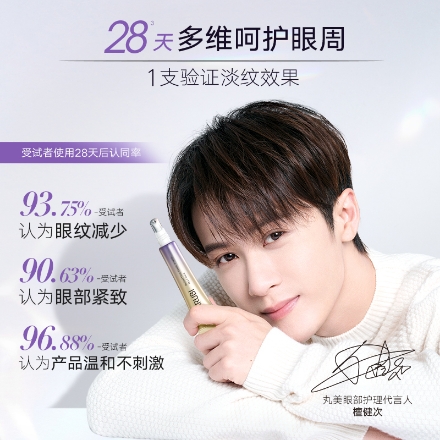 28天多维呵护眼周
1支验证淡纹效果
受试者使用28天后认同率
93.75%-受试者
认为眼纹减少
90.63%-受试者
认为眼部紧致
96.88%-受试者
认为产品温和不刺激
丸美眼部护理代言人
檀健次